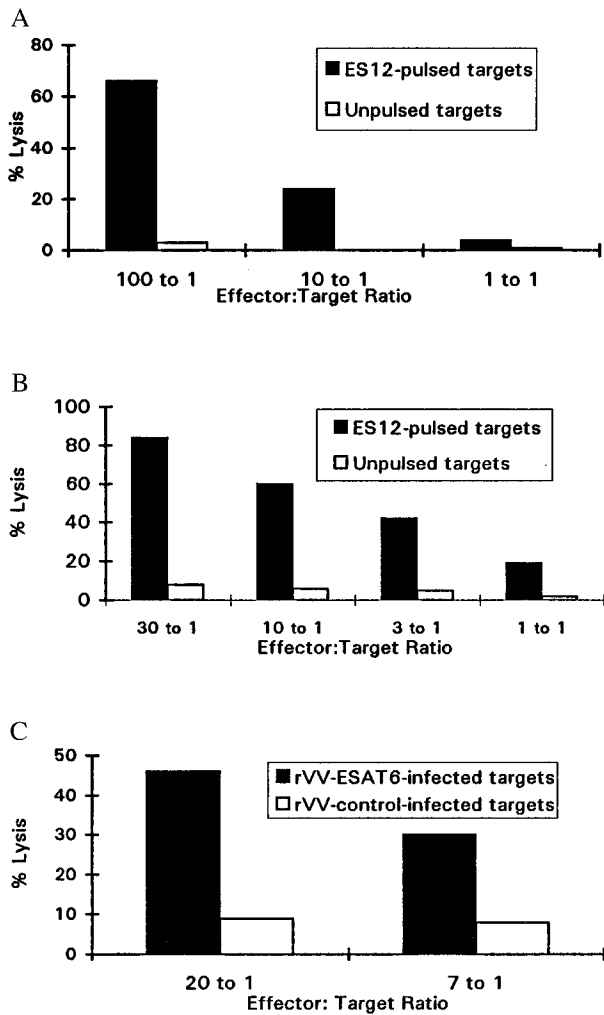 A
80
60
40
20
0
% Lysis
ES12-pulsed targets
Unpulsed targets
100 to 1 10 to 1 1 to 1
Effector:Target Ratio
B
100
80
60
40
20
0
% Lysis
ES12-pulsed targets
Unpulsed targets
30 to 1 10 to 1 3 to 1 1 to 1
Effector:Target Ratio
C
50
40
30
20
10
0
% Lysis
rVV-ESAT6-infected targets
rVV-control-infected targets
20 to 1 7 to 1
Effector: Target Ratio